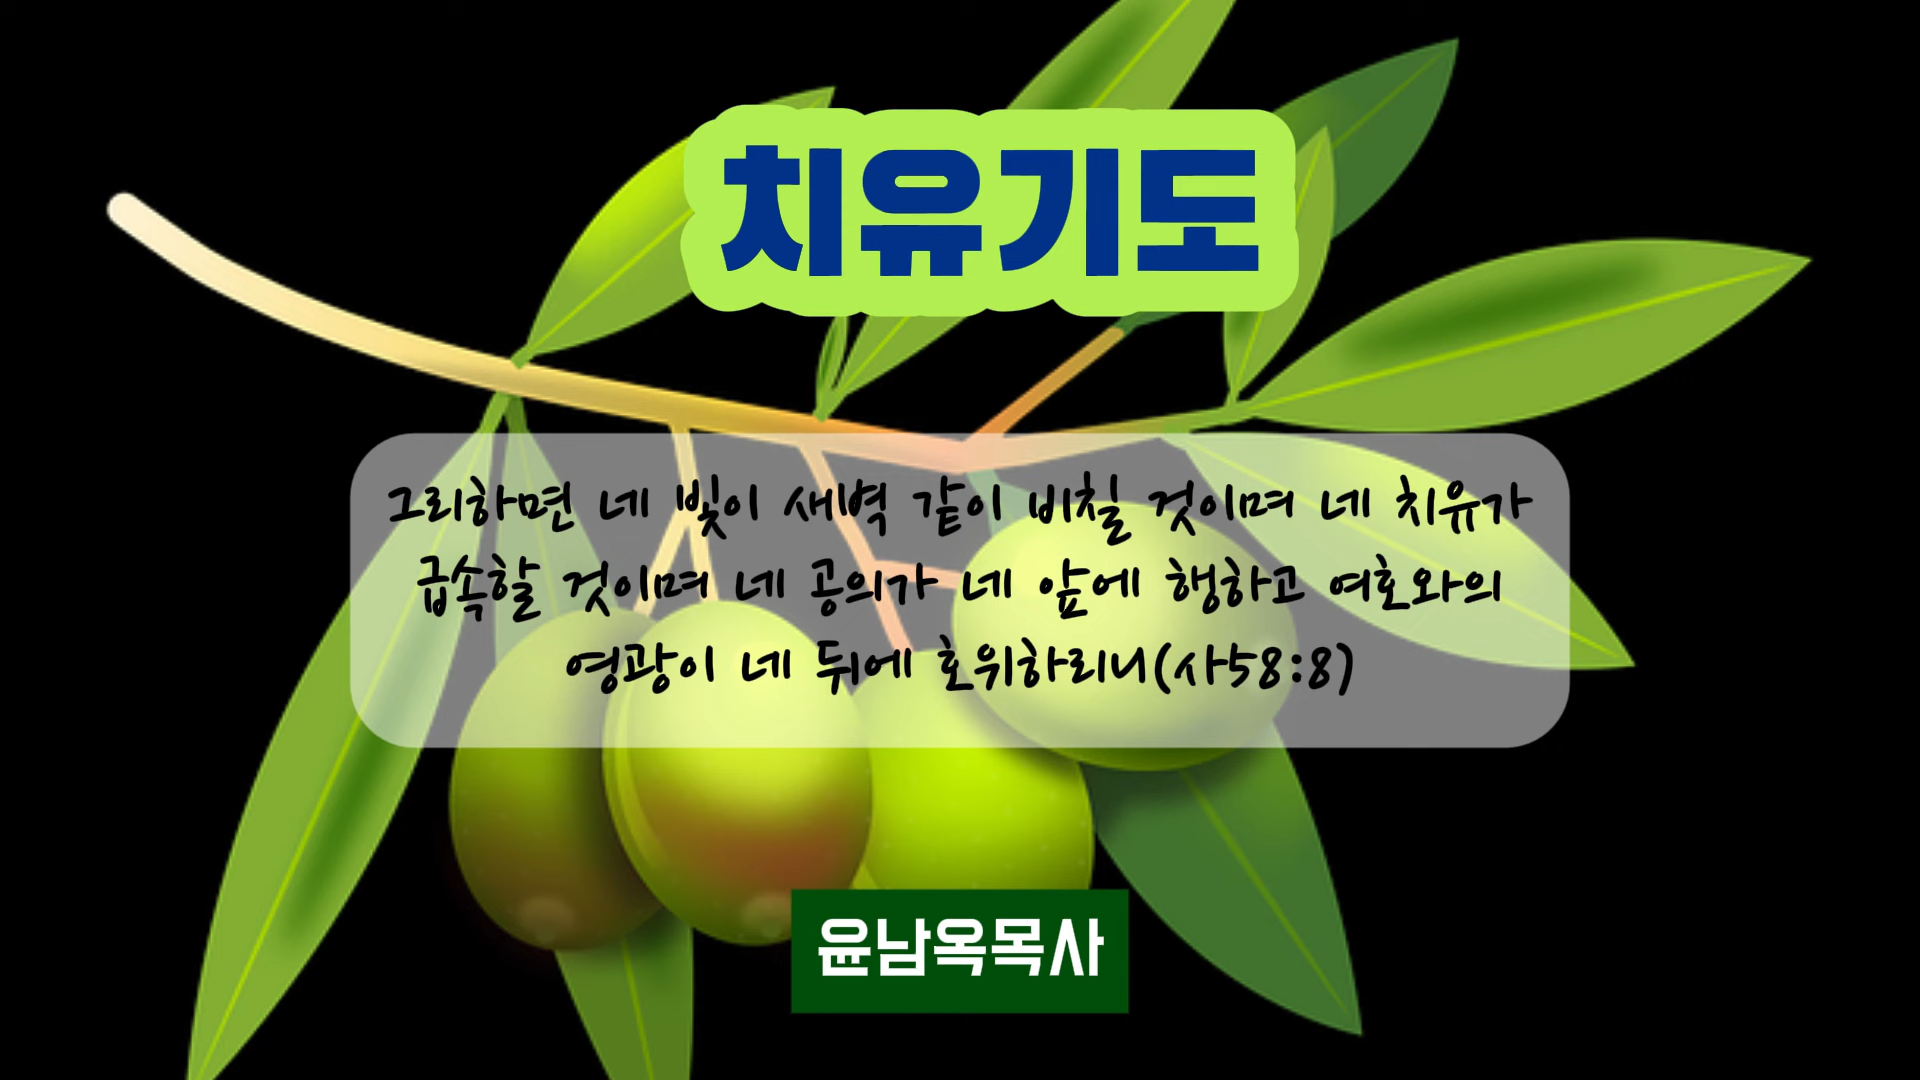 치유기도
그리하면 네 빛이 새벽 같이 비칠 것이며 네 치유가
급속할 것이며 네 공의가 네 앞에 행하고 여호와의
영광이 네 뒤에 호위하리니(사58:8)
윤남옥목사